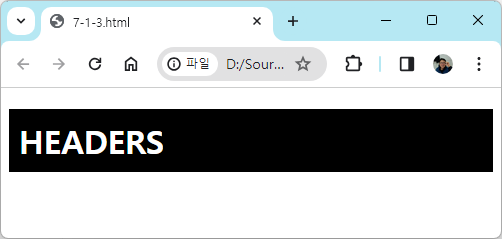 7-1-3.html
파일 D:/Sour...
HEADERS